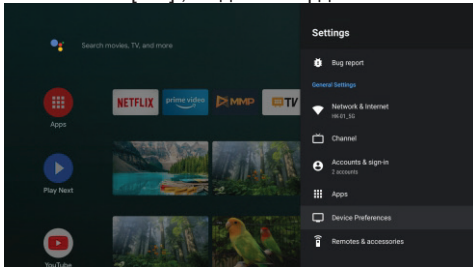 Settings
Search movies, TV, and more
Bug report
General Settings
NETFLIX
prime video
MMP
TV
Network & Internet
HK-01_5G
Apps
Channel
Accounts & sign-in
2 accounts
Apps
Play Next
Device Preferences
Remotes & accessories
YouTube